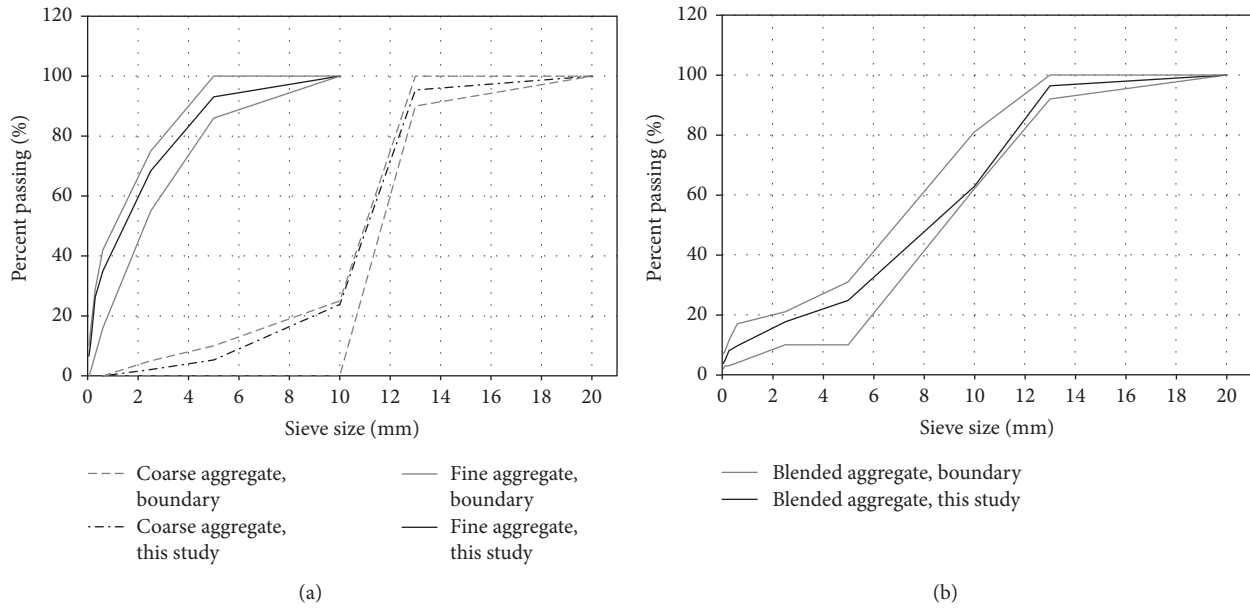 120
100
80
60
40
20
0
Percent passing (%)
0 2 4 6 8 10 12 14 16 18 20
Sieve size (mm)
Coarse aggregate,
boundary
Coarse aggregate,
this study
Fine aggregate,
boundary
Fine aggregate,
this study
(a)
120
100
80
60
40
20
0
Percent passing (%)
0 2 4 6 8 10 12 14 16 18 20
Sieve size (mm)
Blended aggregate, boundary
Blended aggregate, this study
(b)